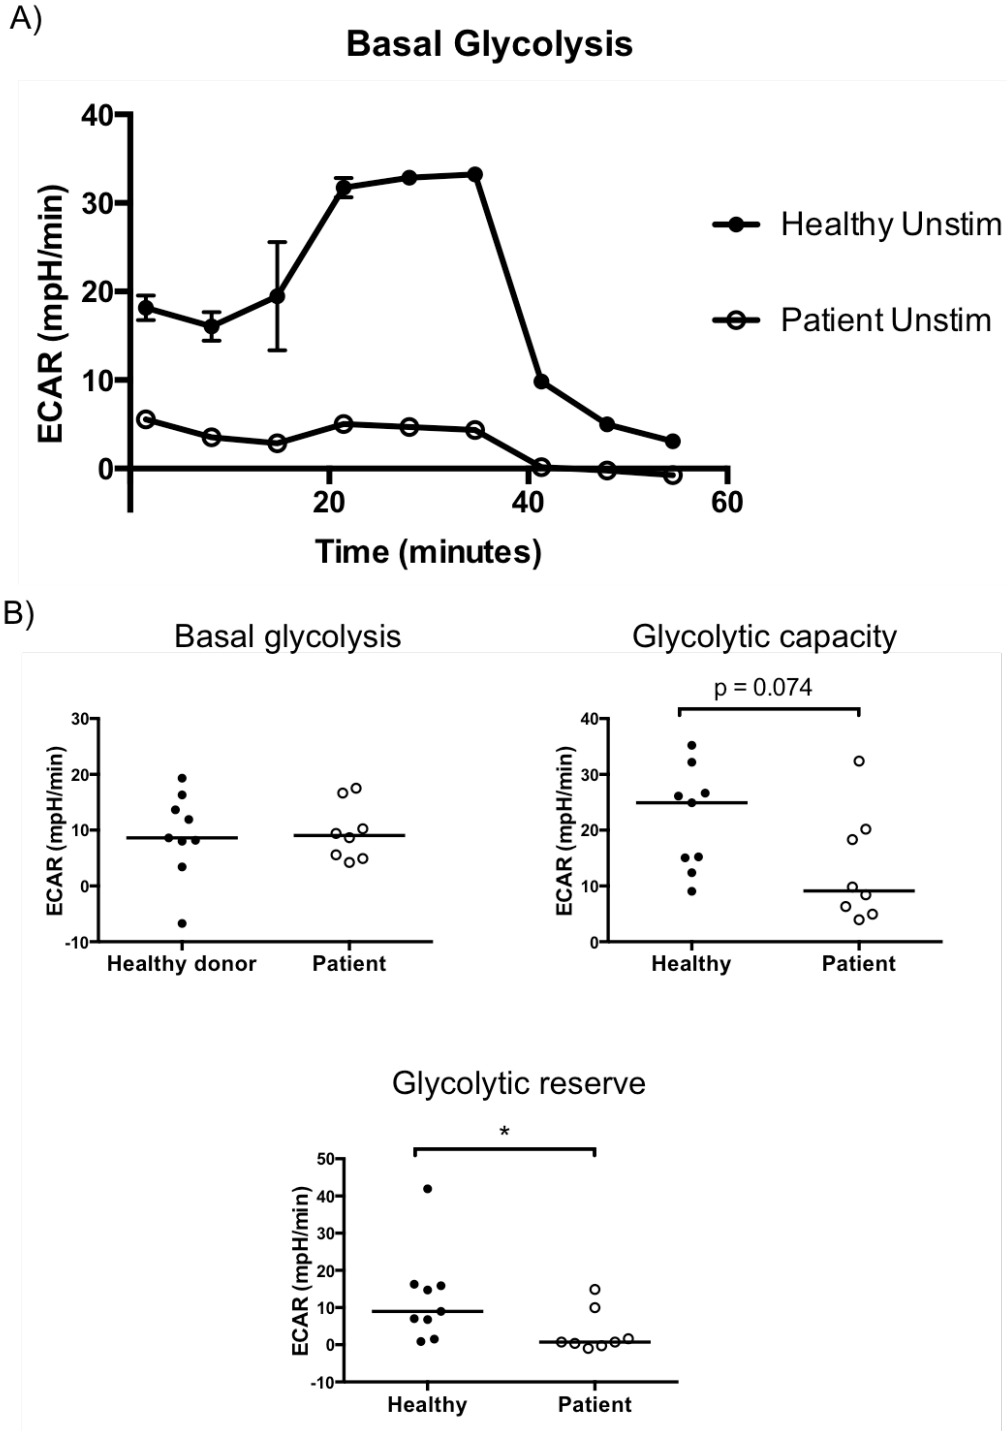 A)
Basal Glycolysis
40
30
20
10
0
ECAR (mpH/min)
20 40 60
Time (minutes)
Healthy Unstim
Patient Unstim
B)
Basal glycolysis
30
20
10
0
-10
ECAR (mpH/min)
Healthy donor Patient
Glycolytic capacity
p = 0.074
40
30
20
10
0
ECAR (mpH/min)
Healthy Patient
Glycolytic reserve
*
50
40
30
20
10
0
-10
ECAR (mpH/min)
Healthy Patient